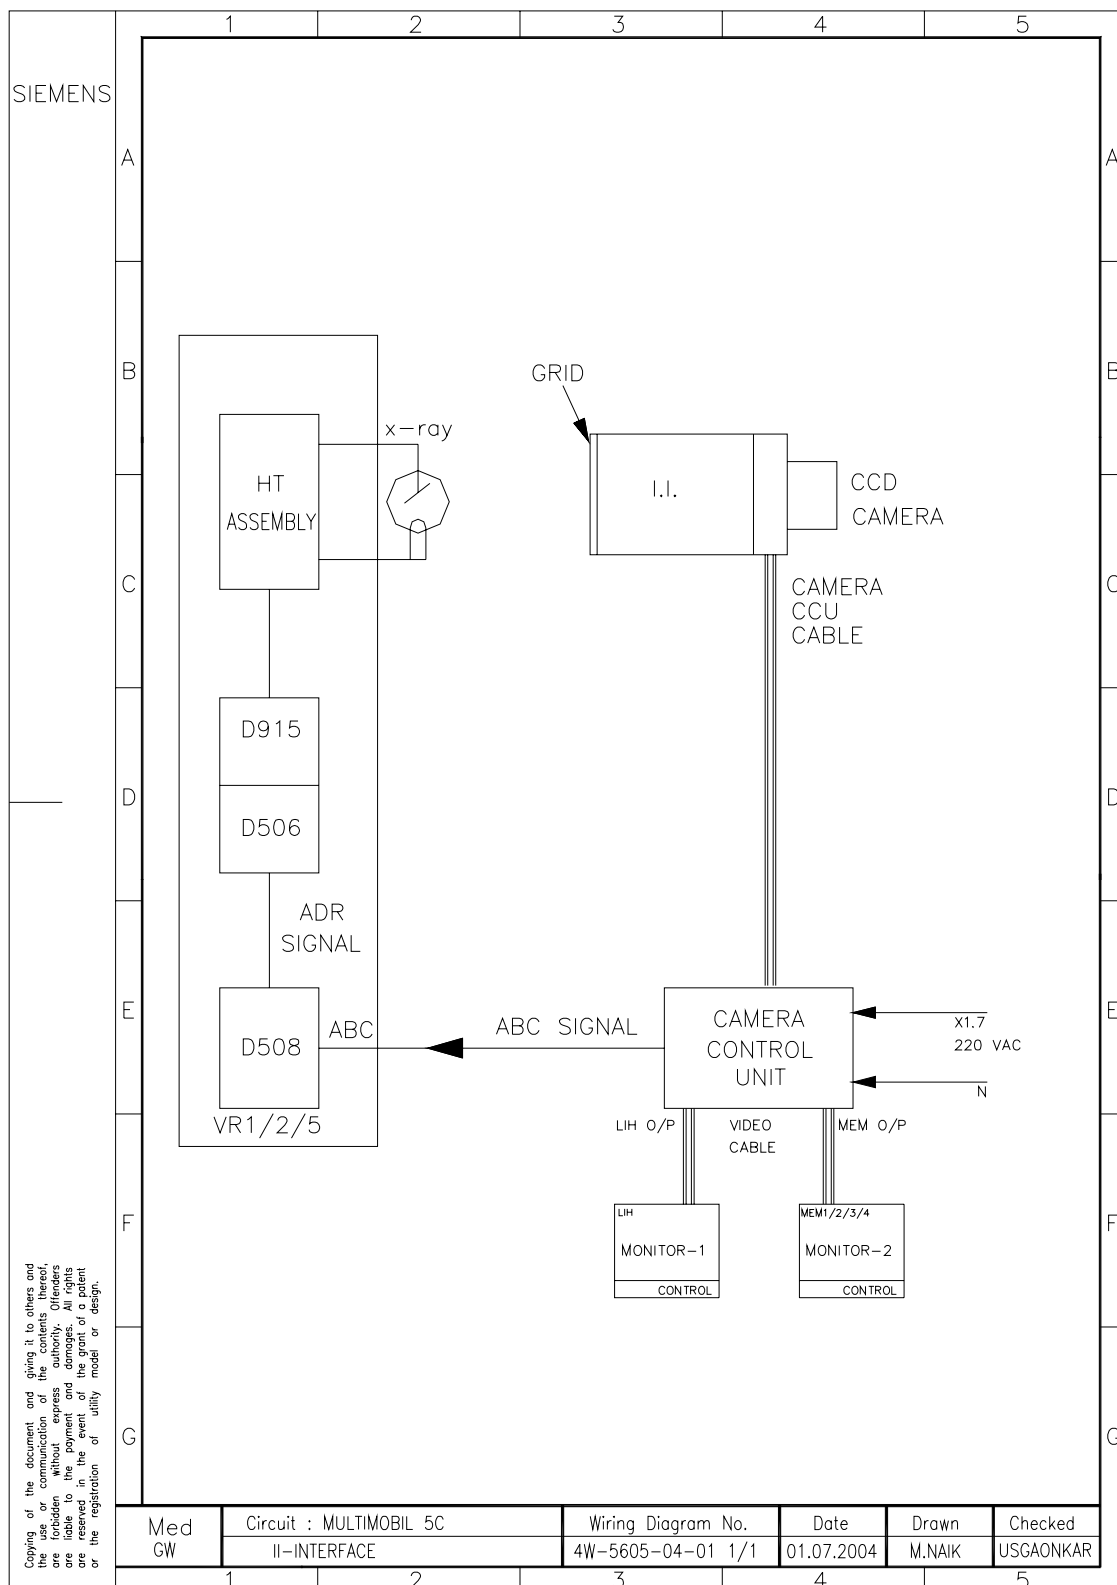 1 2 3 4 5
SIEMENS
A A
B B
GRID
x-ray
HT
ASSEMBLY
I.I.
CCD
CAMERA
C C
CAMERA
CCU
CABLE
D915
D D
D506
ADR
SIGNAL
E E
ABC
ABC SIGNAL
D508
CAMERA
CONTROL
UNIT
X1.7
220 VAC
N
VR1/2/5
LIH O/P
VIDEO
CABLE
MEM O/P
F F
LIH
MONITOR-1
CONTROL
MEM1/2/3/4
MONITOR-2
CONTROL
G G
Copying of the document and giving it to others and
the use or communication of the contents thereof,
are forbidden without express authority. Offenders
are liable to the payment and damages. All rights
are reserved in the event of the grant of a patent
or the registration of utility model or design.
Med
GW
Circuit : MULTIMOBIL 5C
II-INTERFACE
Wiring Diagram No.
4W-5605-04-01 1/1
Date
01.07.2004
Drawn
M.NAIK
Checked
USGAONKAR
1 2 3 4 5